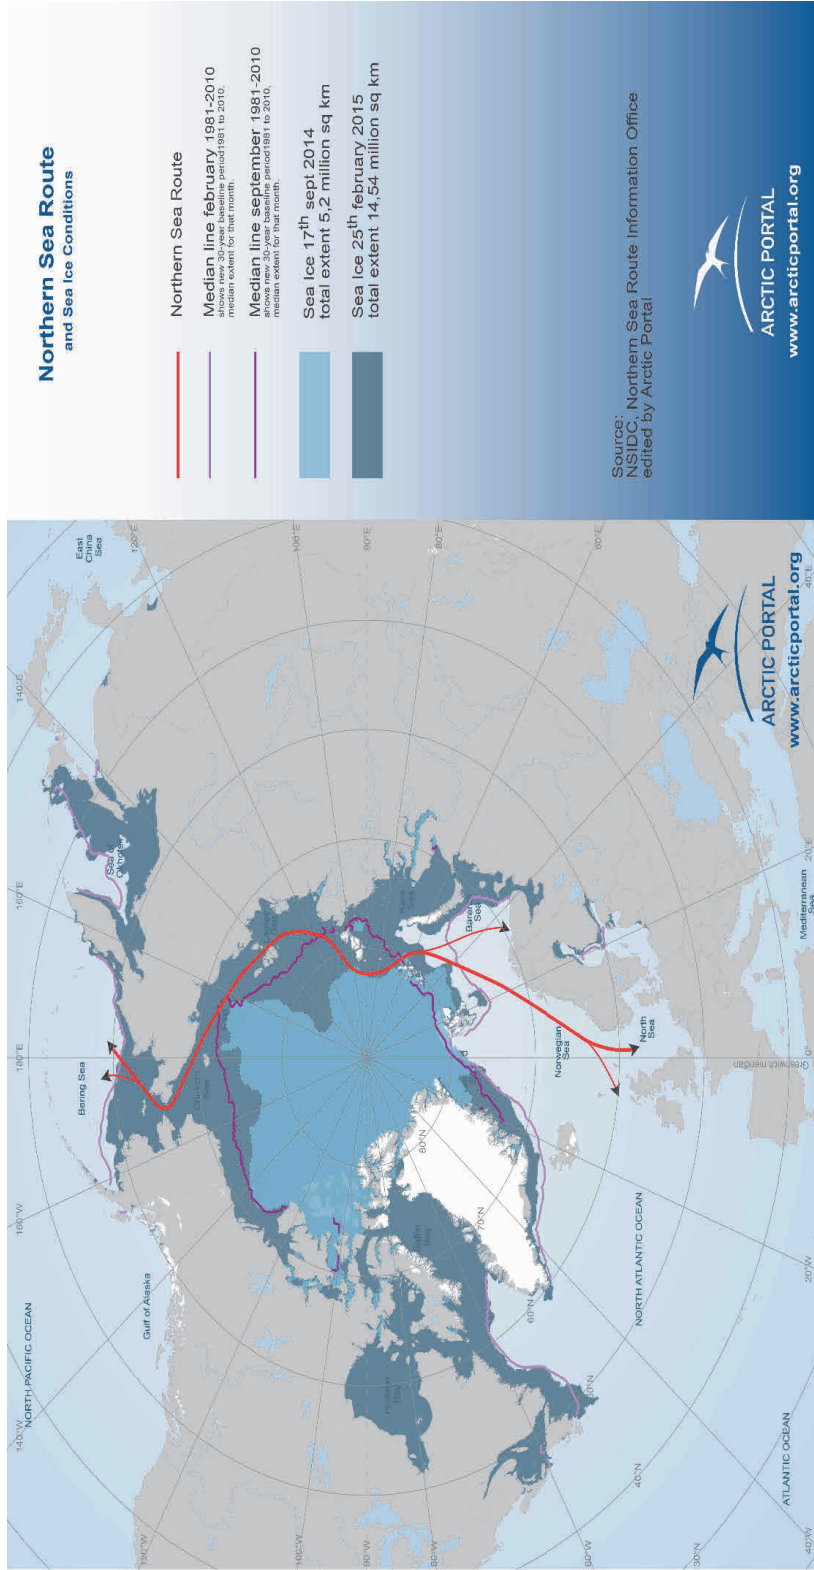 Northern Sea Route
and Sea Ice Conditions
Northern Sea Route
Median line february 1981-2010
shows new 30-year baseline period1981 to 2010,
median extent for that month.
Median line september 1981-2010
shows new 30-year baseline period1981 to 2010,
median extent for that month.
Sea Ice 17th sept 2014
total extent 5,2 million sq km
Sea Ice 25th february 2015
total extent 14,54 million sq km
Source:
NSIDC, Northern Sea Route Information Office
edited by Arctic Portal
ARCTIC PORTAL
www.arcticportal.org
NORTH PACIFIC OCEAN
140°W
160°W
180°E
160°E
140°E
120°E
East
China
Sea
Bering Sea
Gulf of Alaska
Sea of
Okhotsk
120°W
100°W
90°W
80°W
60°W
40°W
20°W
0°
20°E
40°E
60°E
80°E
90°E
100°E
Hudson
Bay
Baffin
Bay
Kara
Sea
Sea
Norwegian
Sea
North
Sea
80°N
70°N
60°N
50°N
40°N
30°N
NORTH ATLANTIC OCEAN
ATLANTIC OCEAN
Greenwich meridian
Mediterranean
Sea
ARCTIC PORTAL
www.arcticportal.org